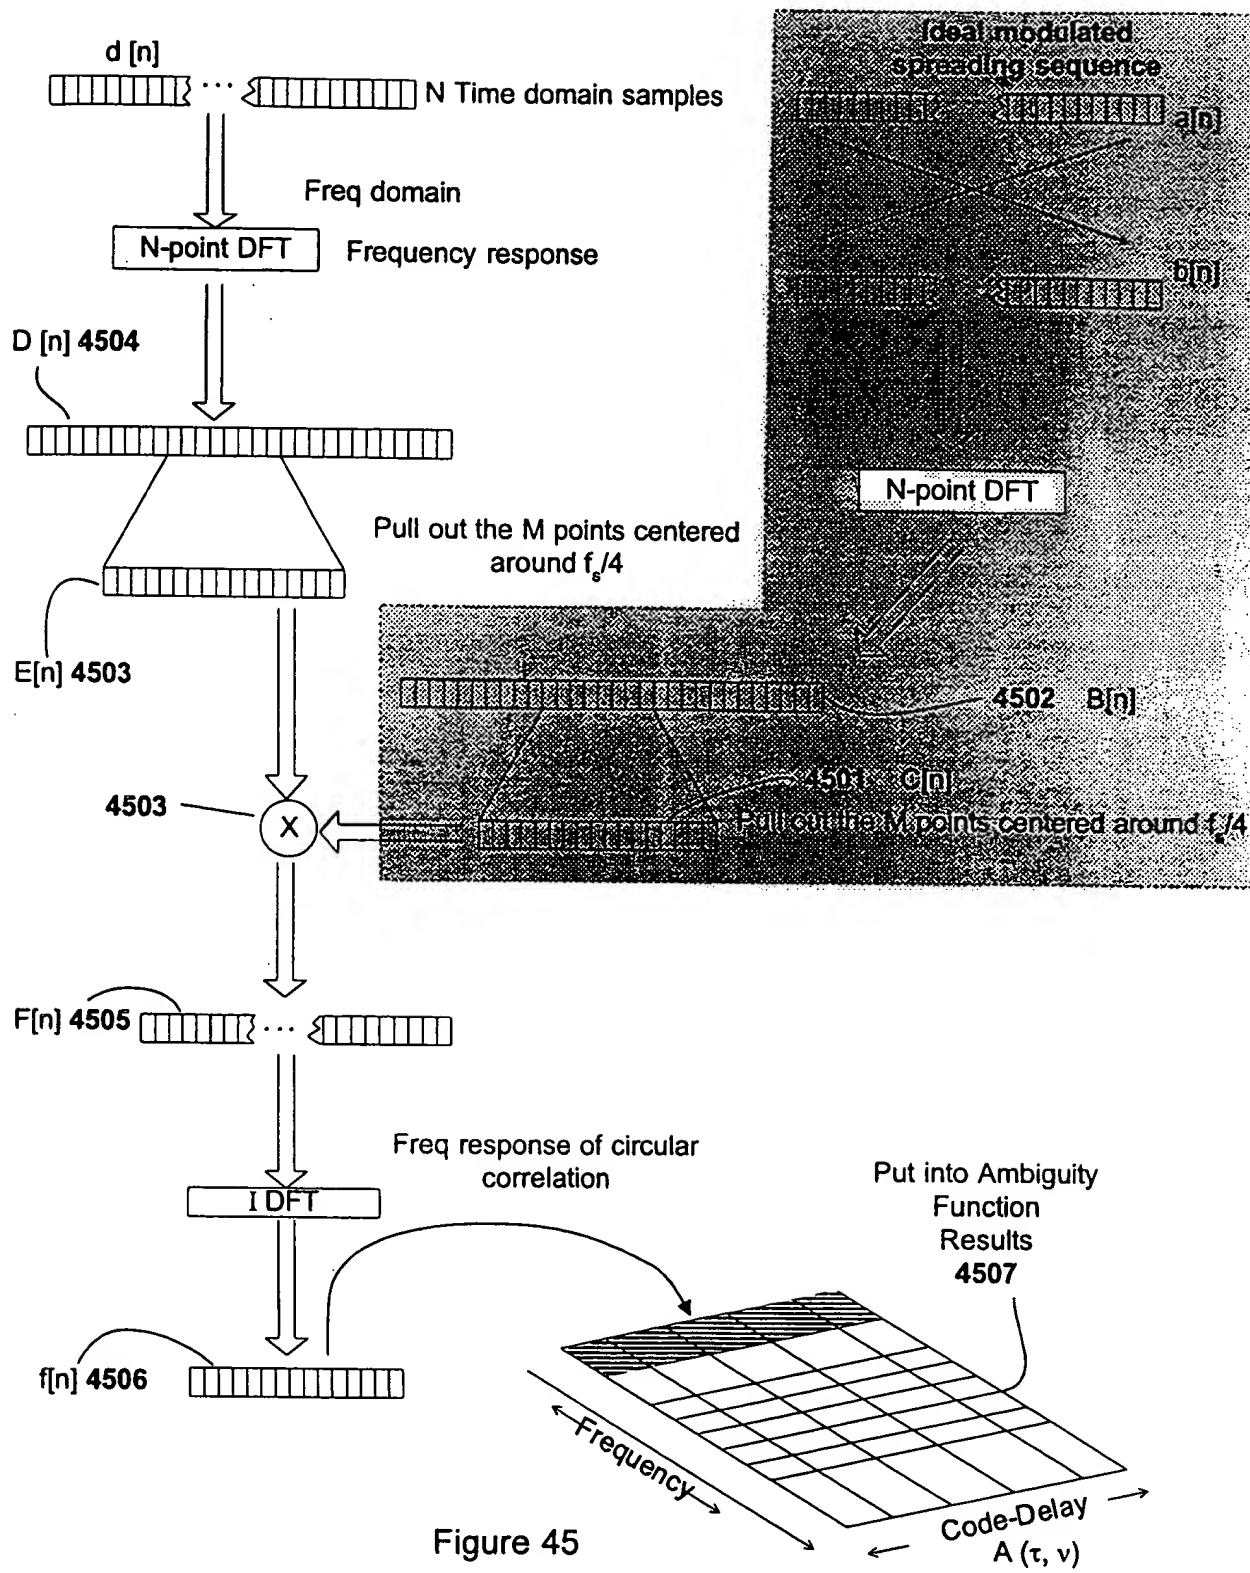 d [n]
... N Time domain samples
Freq domain
N-point DFT
Frequency response
D [n] 4504
Pull out the M points centered
around fs/4
E[n] 4503
Ideal modulated
spreading sequence
a[n]
b[n]
N-point DFT
4502 B[n]
4501 C[n]
Pull out the M points centered around fs/4
4503
X
F[n] 4505
...
Freq response of circular
correlation
I DFT
Put into Ambiguity
Function
Results
4507
f[n] 4506
Frequency
Code-Delay
A (τ, ν)
Figure 45